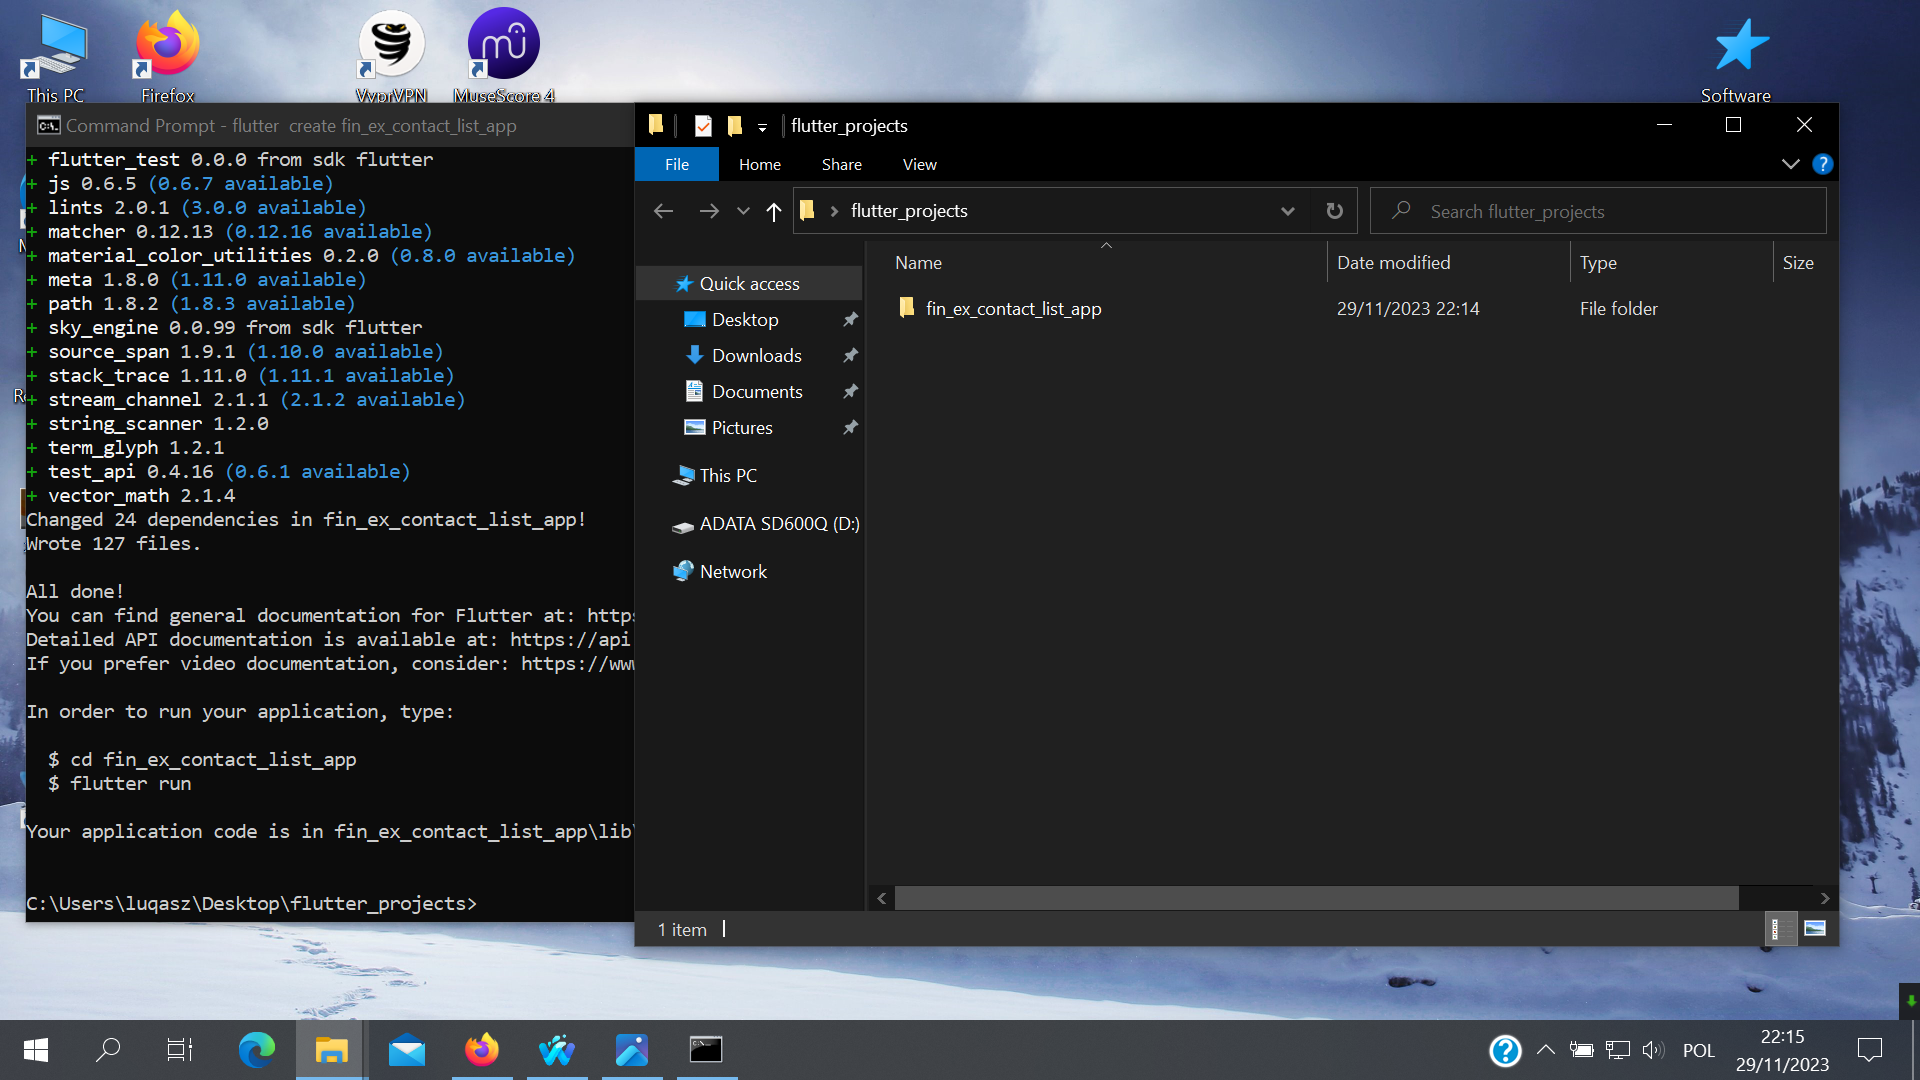 This PC
Firefox
VyprVPN
MuseScore 4
Software
Command Prompt - flutter  create fin_ex_contact_list_app
+ flutter_test 0.0.0 from sdk flutter
+ js 0.6.5 (0.6.7 available)
+ lints 2.0.1 (3.0.0 available)
+ matcher 0.12.13 (0.12.16 available)
+ material_color_utilities 0.2.0 (0.8.0 available)
+ meta 1.8.0 (1.11.0 available)
+ path 1.8.2 (1.8.3 available)
+ sky_engine 0.0.99 from sdk flutter
+ source_span 1.9.1 (1.10.0 available)
+ stack_trace 1.11.0 (1.11.1 available)
+ stream_channel 2.1.1 (2.1.2 available)
+ string_scanner 1.2.0
+ term_glyph 1.2.1
+ test_api 0.4.16 (0.6.1 available)
+ vector_math 2.1.4
Changed 24 dependencies in fin_ex_contact_list_app!
Wrote 127 files.
All done!
You can find general documentation for Flutter at: https
Detailed API documentation is available at: https://api
If you prefer video documentation, consider: https://www
In order to run your application, type:
$ cd fin_ex_contact_list_app
$ flutter run
Your application code is in fin_ex_contact_list_app\lib\
C:\Users\luqasz\Desktop\flutter_projects>
flutter_projects
File Home Share View
flutter_projects
Search flutter_projects
Name Date modified Type Size
fin_ex_contact_list_app 29/11/2023 22:14 File folder
Quick access
Desktop
Downloads
Documents
Pictures
This PC
ADATA SD600Q (D:)
Network
1 item
POL
22:15
29/11/2023